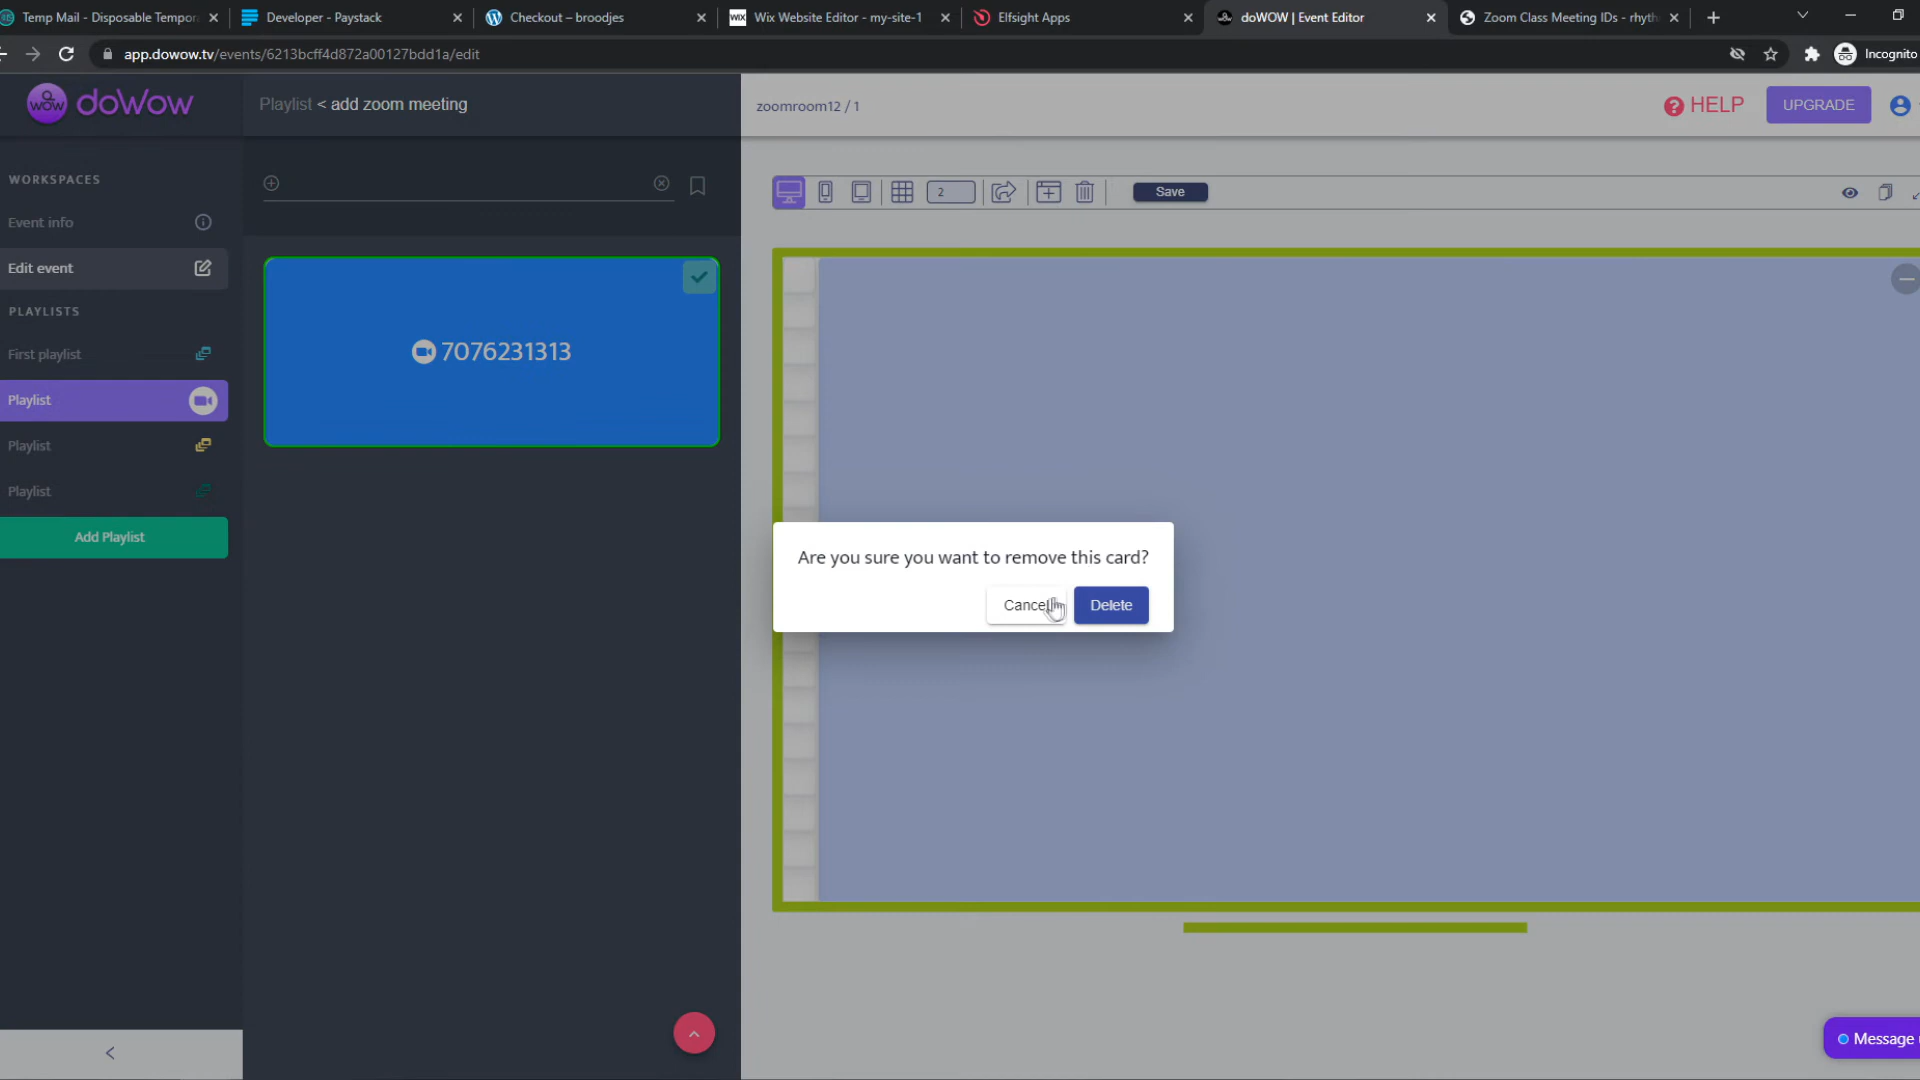 Temp Mail - Disposable Tempor
Developer - Paystack
Checkout – broodjes
Wix Website Editor - my-site-1
Elfsight Apps
doWOW | Event Editor
Zoom Class Meeting IDs - rhyth
app.dowow.tv/events/6213bcff4d872a00127bdd1a/edit
Incognito
WOW doWow
Playlist < add zoom meeting
zoomroom12 / 1
? HELP
UPGRADE
WORKSPACES
Event info
Edit event
PLAYLISTS
First playlist
Playlist
Playlist
Playlist
Add Playlist
7076231313
2
Save
Are you sure you want to remove this card?
Cancel
Delete
Message